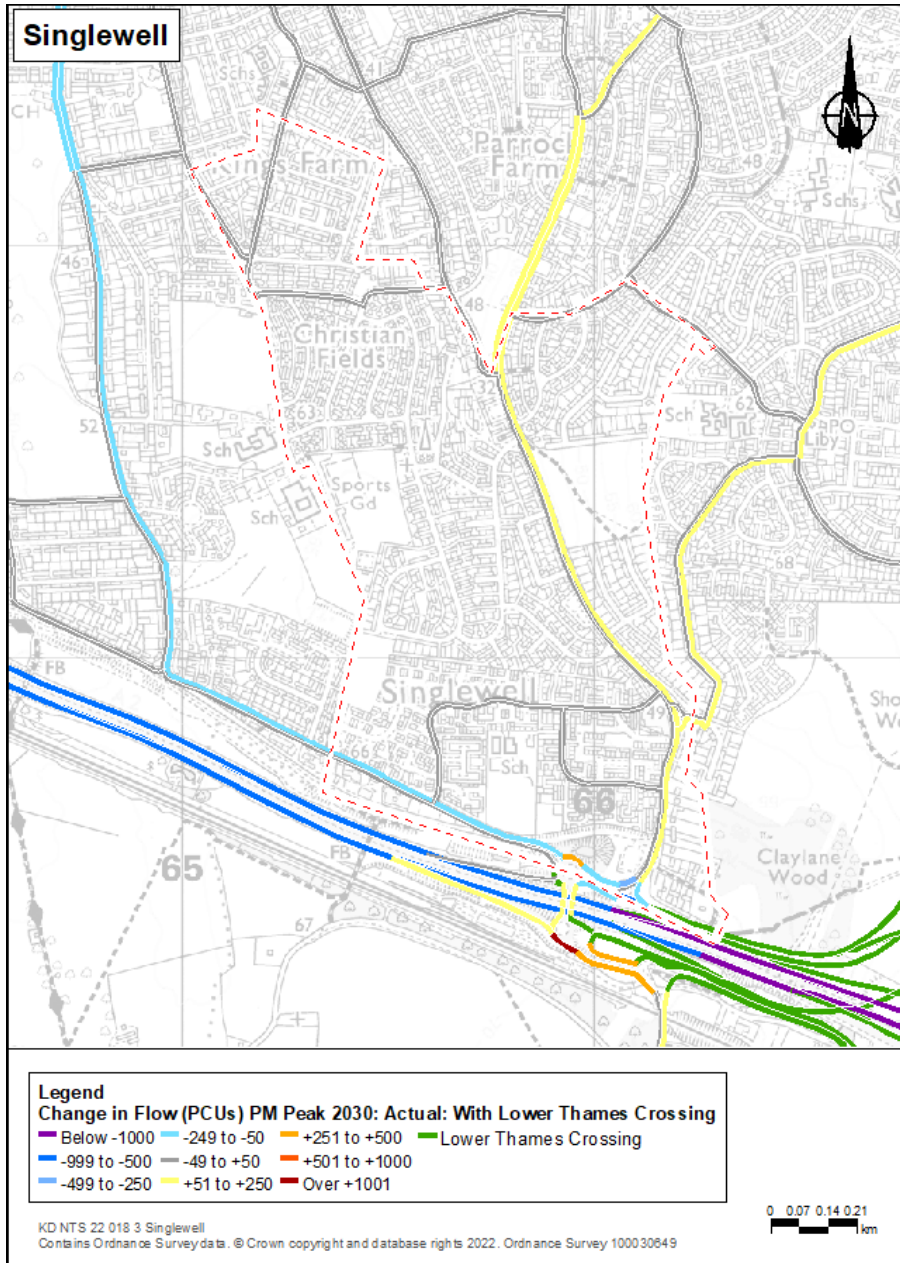 Singlewell
CH
Schs
41
N
Parrock
Farm
48
Kings Farm
Schs
46
48
Christian
Fields
52
63
Sch
Sch
PO
Liby
Sports
Gd
Sch
68
FB
Singlewell
49
Sho
W
66
Sch
66
65
FB
The
Claylane
Wood
67
Legend
Change in Flow (PCUs) PM Peak 2030: Actual: With Lower Thames Crossing
Below -1000
-249 to -50
+251 to +500
Lower Thames Crossing
-999 to -500
-49 to +50
+501 to +1000
-499 to -250
+51 to +250
Over +1001
0 0.07 0.14 0.21
km
KD NTS 22 018 3 Singlewell
Contains Ordnance Survey data. © Crown copyright and database rights 2022. Ordnance Survey 100030649